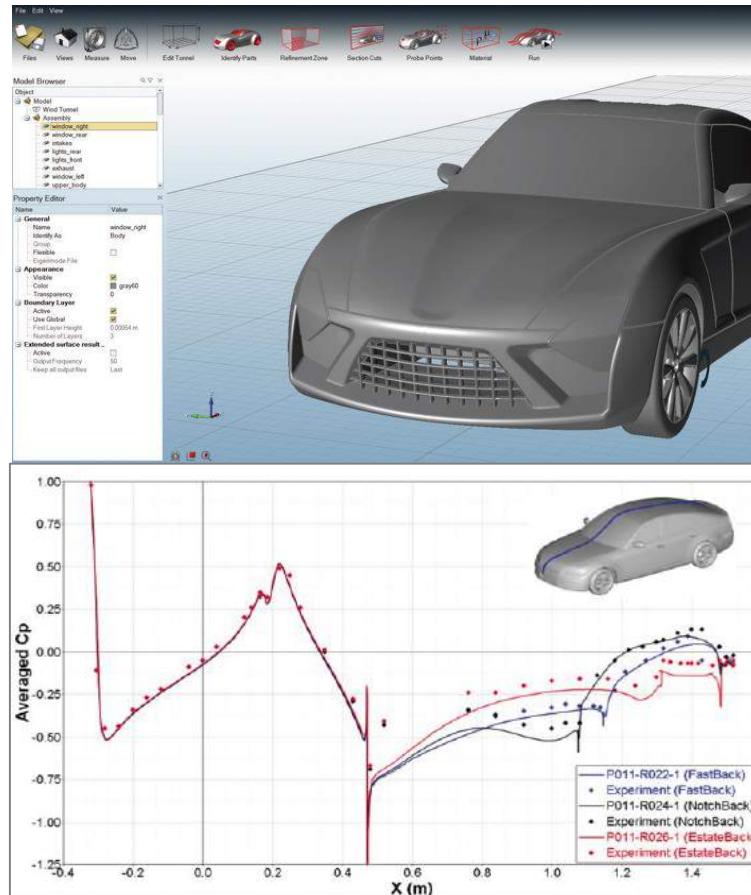 File Edit View
Files Views Measure Move Edit Tunnel Identify Parts Refinement Zone Section Cuts Probe Points Material Run
Model Browser
Object
Model
Wind Tunnel
Assembly
window_right
window_rear
intakes
lights_rear
lights_front
exhaust
window_left
upper_body
Property Editor
Name Value
General
Name window_right
Identify As Body
Group
Flexible
Eigenmode File
Appearance
Visible
Color gray60
Transparency 0
Boundary Layer
Active
Use Global
First Layer Height 0.00054 m
Number of Layers 3
Extended surface result ..
Active
Output Frequency 50
Keep all output files Last
1.00
0.75
0.50
0.25
0.00
-0.25
-0.50
-0.75
-1.00
-1.25
Averaged Cp
P011-R022-1 (FastBack)
Experiment (FastBack)
P011-R024-1 (NotchBack)
Experiment (NotchBack)
P011-R026-1 (EstateBack)
Experiment (EstateBack)
-0.4 -0.2 0.0 0.2 0.4 0.6 0.8 1.0 1.2 1.4
X (m)